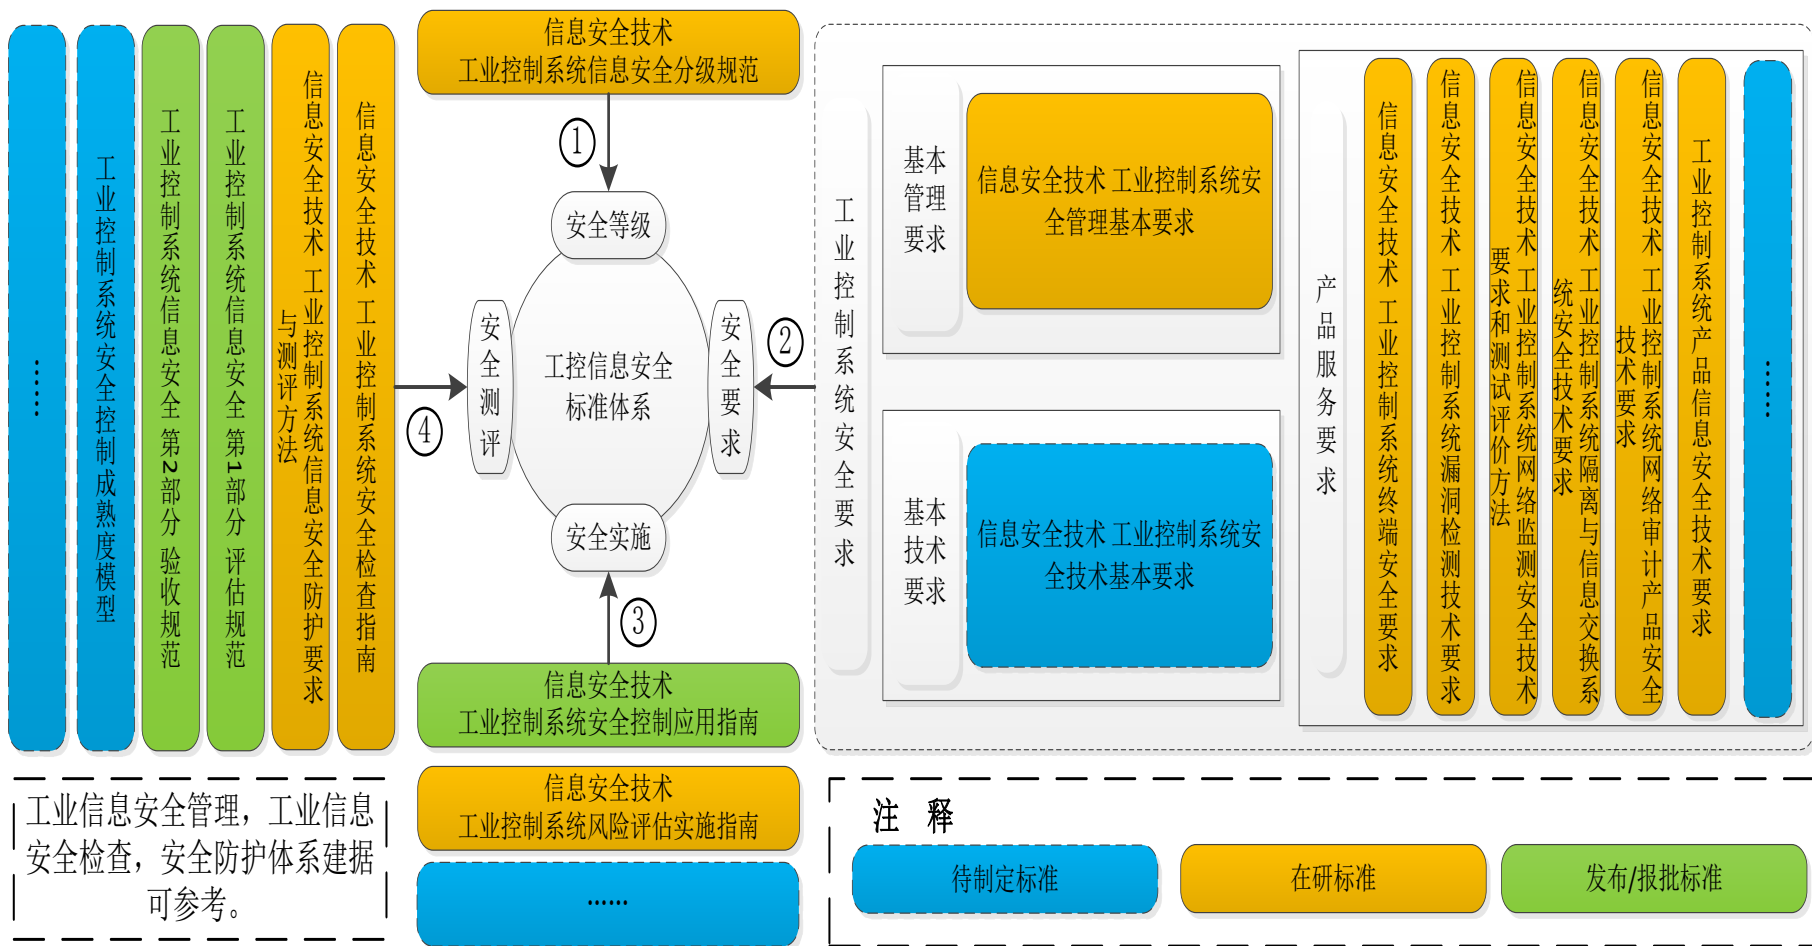 ……
工业控制系统安全控制成熟度模型
工业控制系统信息安全 第2部分 验收规范
工业控制系统信息安全 第1部分 评估规范
信息安全技术 工业控制系统信息安全防护要求
与测评方法
信息安全技术 工业控制系统安全检查指南
信息安全技术
工业控制系统信息安全分级规范
①
安全等级
安全测评
工控信息安全
标准体系
安全要求
②
④
安全实施
③
信息安全技术
工业控制系统安全控制应用指南
信息安全技术
工业控制系统风险评估实施指南
……
工业控制系统安全要求
基本
管理
要求
信息安全技术 工业控制系统安
全管理基本要求
基本
技术
要求
信息安全技术 工业控制系统安
全技术基本要求
产品服务要求
信息安全技术 工业控制系统终端安全要求
信息安全技术 工业控制系统漏洞检测技术要求
信息安全技术 工业控制系统网络监测安全技术
要求和测试评价方法
信息安全技术 工业控制系统隔离与信息交换系
统安全技术要求
信息安全技术 工业控制系统网络审计产品安全
技术要求
工业控制系统产品信息安全技术要求
……
工业信息安全管理，工业信息
安全检查，安全防护体系建据
可参考。
注 释
待制定标准
在研标准
发布/报批标准